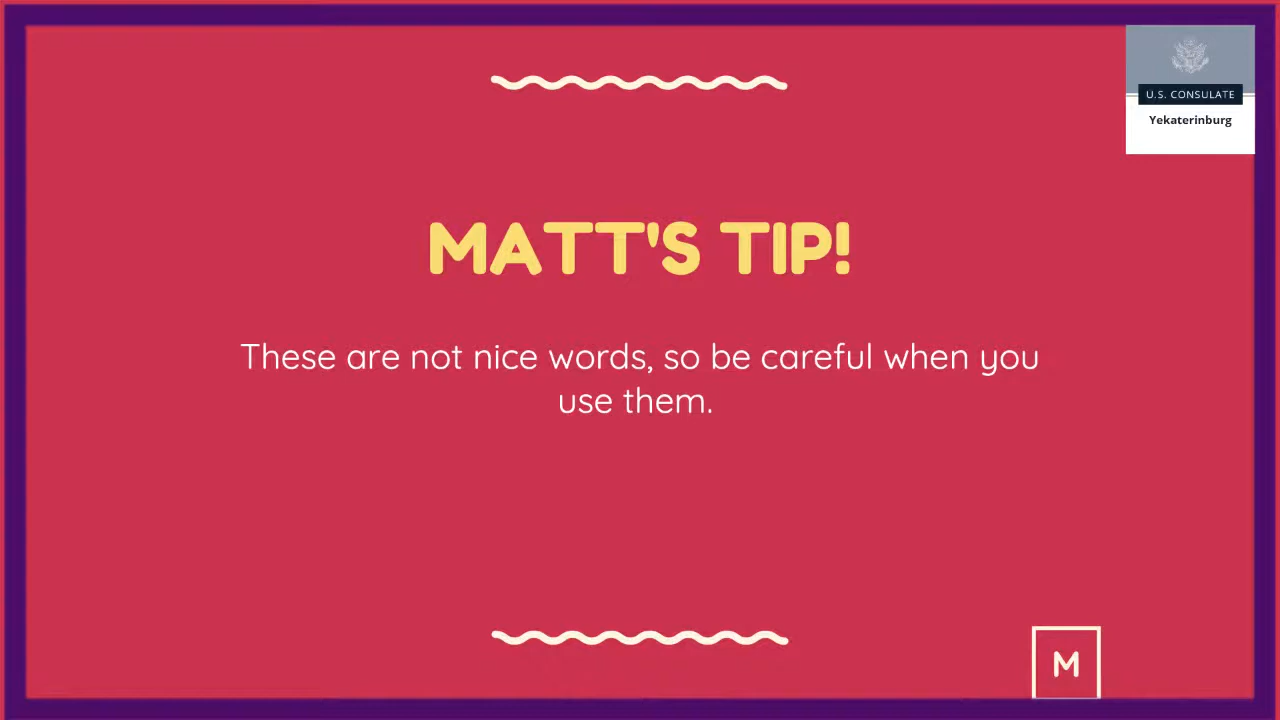 U.S. CONSULATE
Yekaterinburg
MATT'S TIP!
These are not nice words, so be careful when you
use them.
M